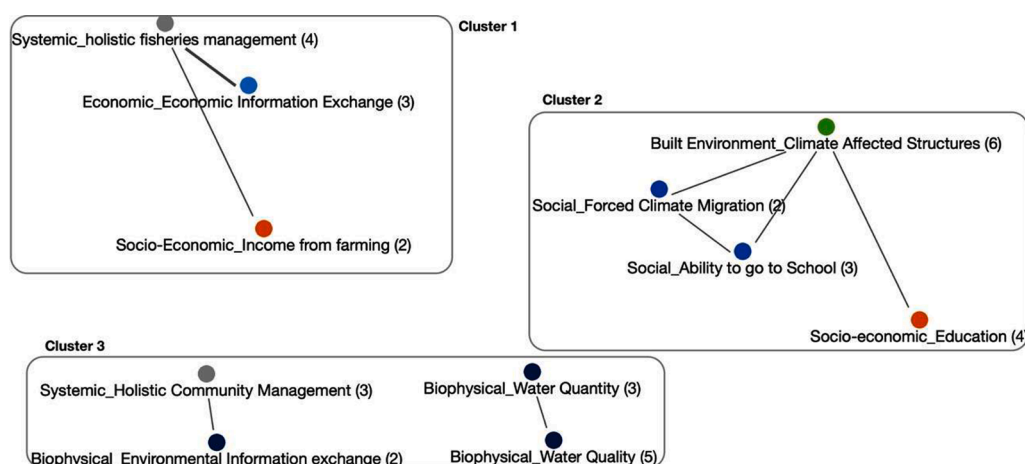 Cluster 1
Systemic_holistic fisheries management (4)
Economic_Economic Information Exchange (3)
Socio-Economic_Income from farming (2)
Cluster 2
Built Environment_Climate Affected Structures (6)
Social_Forced Climate Migration (2)
Social_Ability to go to School (3)
Socio-economic_Education (4)
Cluster 3
Systemic_Holistic Community Management (3)
Biophysical_Water Quantity (3)
Biophysical_Environmental Information exchange (2)
Biophysical_Water Quality (5)